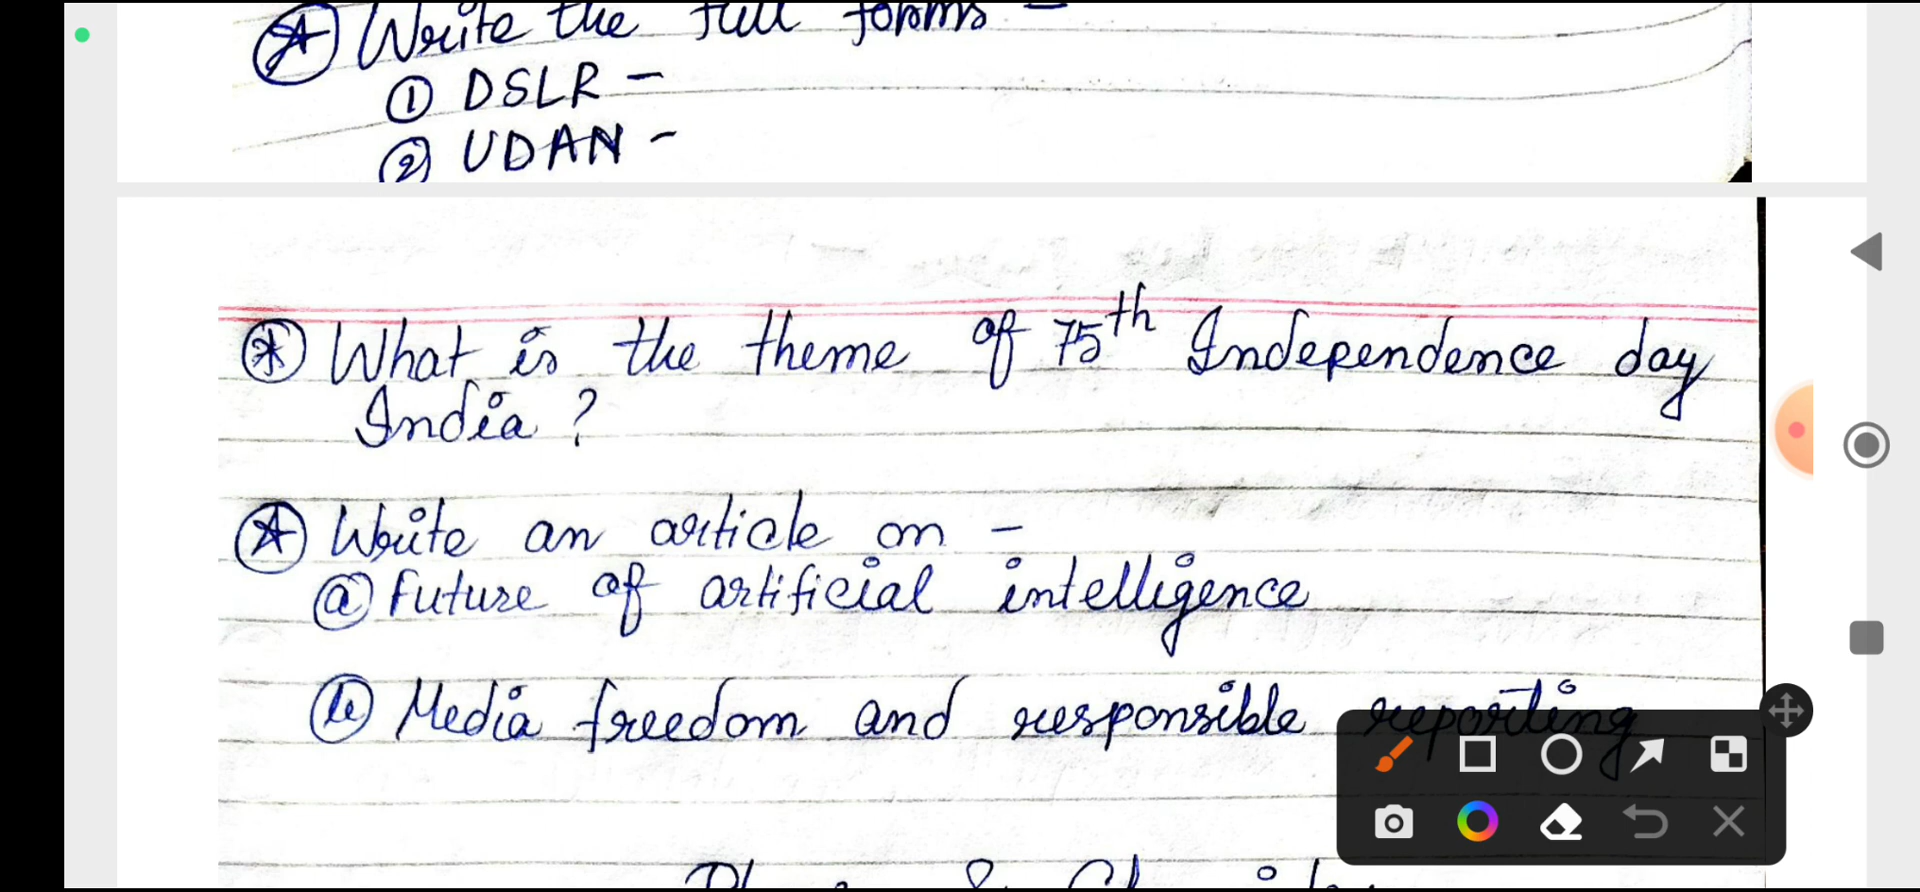 Write the full forms -
① DSLR -
② UDAN -
What is the theme of 75th Independence day
India ?
Write an article on -
ⓐ Future of artificial intelligence
ⓑ Media freedom and responsible reporting